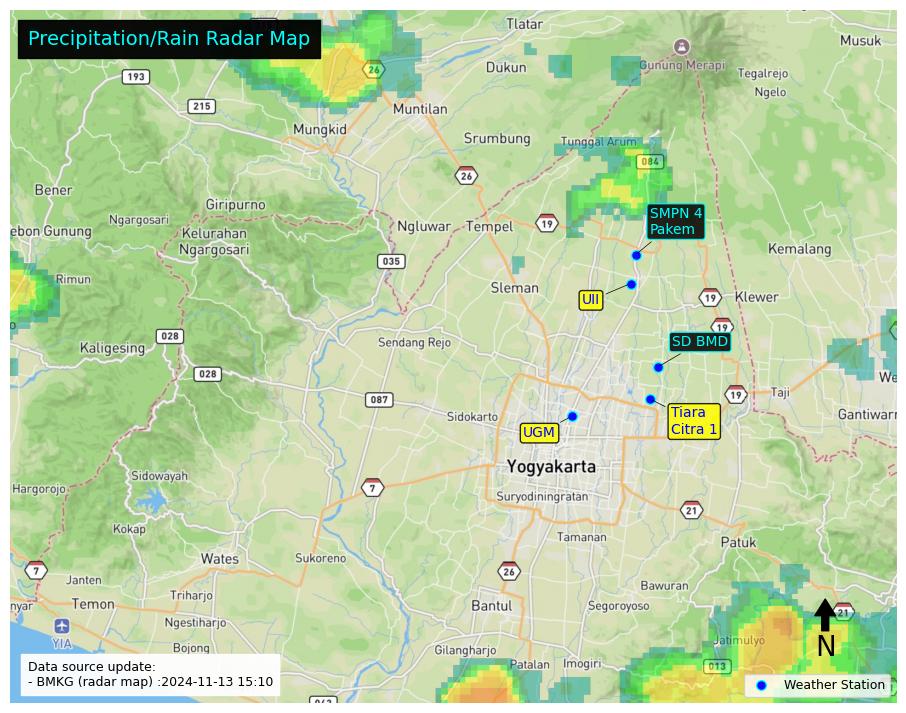 Precipitation/Rain Radar Map
Tlatar
Musuk
Gunung Merapi
26
Dukun
193
Tegalrejo
Ngelo
215
Muntilan
Mungkid
Srumbung
Tunggal Arum
084
26
Bener
Giripurno
Ngargosari
SMPN 4
Pakem
19
Ngluwar
Tempel
ebon Gunung
Kelurahan
Ngargosari
Kemalang
035
Rimun
Sleman
UII
19
Klewer
19
028
Sendang Rejo
SD BMD
Kaligesing
028
We
087
19
Taji
Sidokarto
Tiara
Citra 1
Gantiwarn
UGM
Yogyakarta
Sidowayah
Hargorojo
7
Suryodiningratan
21
Kokap
Tamanan
Patuk
Wates
Sukoreno
7
26
Janten
Bawuran
Triharjo
nyar
Temon
Bantul
Segoroyoso
21
Ngestiharjo
YIA
Jatimulyo
N
Bojong
Gilangharjo
Patalan
Imogiri
013
Data source update:
- BMKG (radar map) :2024-11-13 15:10
Weather Station